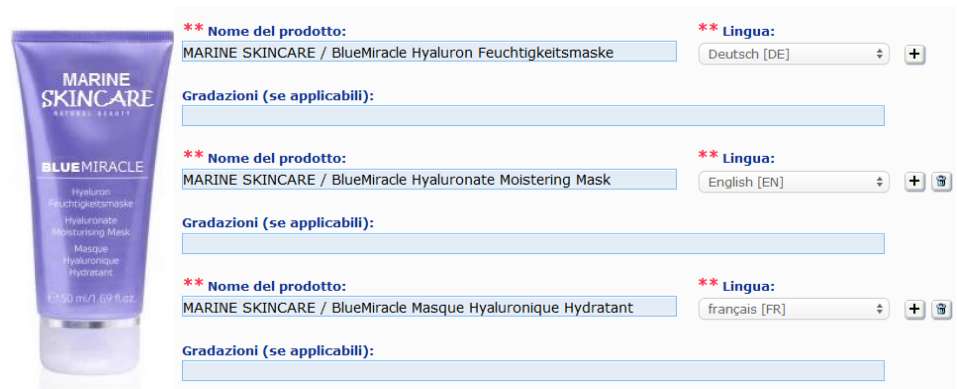 MARINE
SKINCARE
NATURAL BEAUTY
BLUEMIRACLE
Hyaluron
Feuchtigkeitsmaske
Hyaluronate
Moisturising Mask
Masque
Hyaluronique
Hydratant
℮150 ml/1.69 fl.oz.
** Nome del prodotto:
** Lingua:
MARINE SKINCARE / BlueMiracle Hyaluron Feuchtigkeitsmaske
Deutsch [DE]
+
Gradazioni (se applicabili):
** Nome del prodotto:
** Lingua:
MARINE SKINCARE / BlueMiracle Hyaluronate Moistering Mask
English [EN]
+
Gradazioni (se applicabili):
** Nome del prodotto:
** Lingua:
MARINE SKINCARE / BlueMiracle Masque Hyaluronique Hydratant
français [FR]
+
Gradazioni (se applicabili):